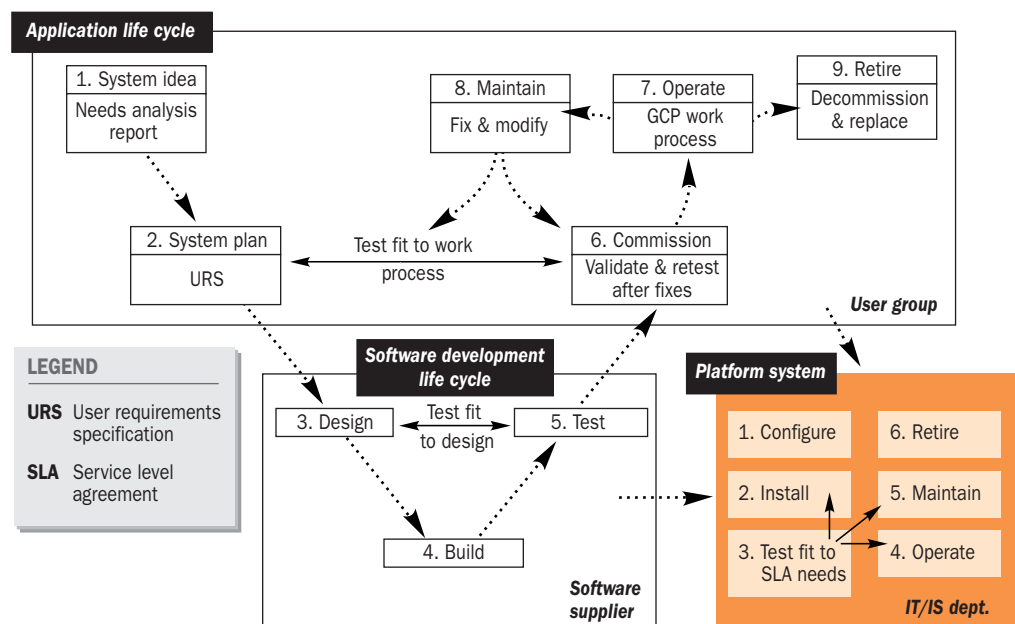 Application life cycle
1. System idea
Needs analysis
report
8. Maintain
Fix & modify
7. Operate
GCP work
process
9. Retire
Decommission
& replace
2. System plan
URS
Test fit to work
process
6. Commission
Validate & retest
after fixes
User group
LEGEND
URS User requirements
specification
SLA Service level
agreement
Software development
life cycle
3. Design
Test fit
to design
5. Test
4. Build
Software
supplier
Platform system
1. Configure
6. Retire
2. Install
5. Maintain
3. Test fit to
SLA needs
4. Operate
IT/IS dept.